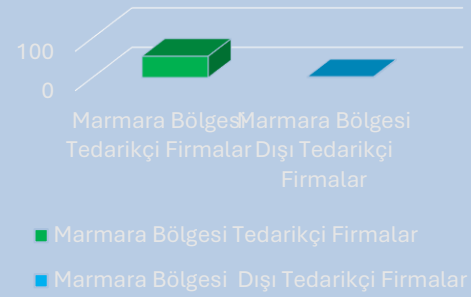 100
0
Marmara Bölgesi
Tedarikçi Firmalar
Marmara Bölgesi
Dışı Tedarikçi
Firmalar
Marmara Bölgesi Tedarikçi Firmalar
Marmara Bölgesi Dışı Tedarikçi Firmalar